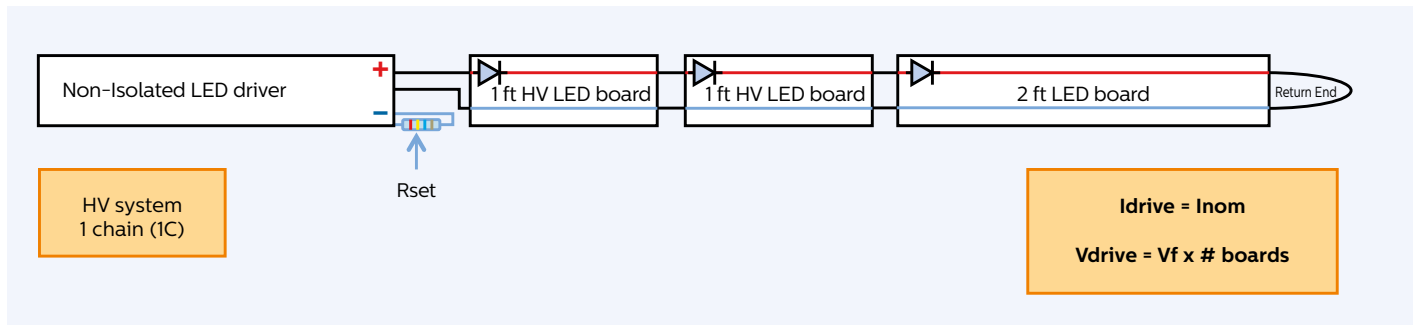 +
Non-Isolated LED driver
1 ft HV LED board
1 ft HV LED board
2 ft LED board
Return End
−
Rset
HV system
1 chain (1C)
Idrive = Inom
Vdrive = Vf x # boards